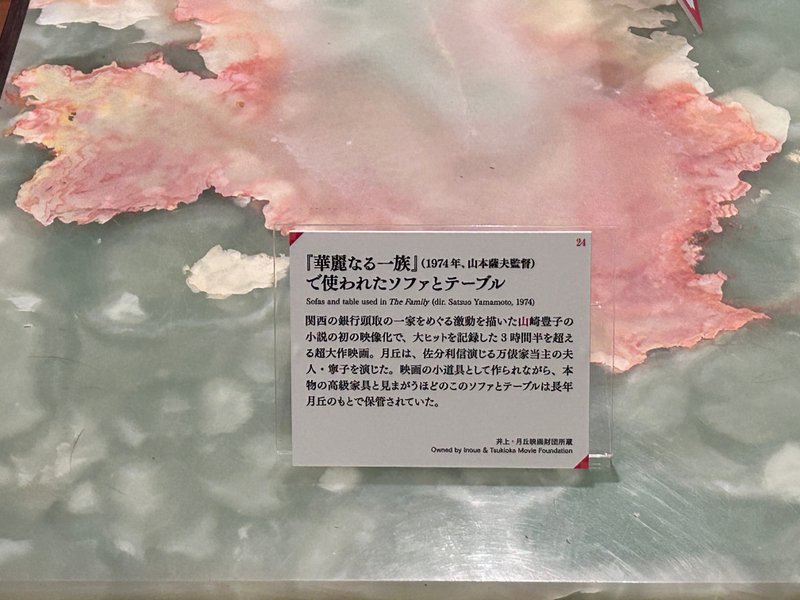 24
『華麗なる一族』(1974年、山本薩夫監督)
で使われたソファとテーブル
Sofas and table used in The Family (dir. Satsuo Yamamoto, 1974)
関西の銀行頭取の一家をめぐる激動を描いた山崎豊子の
小説の初の映像化で、大ヒットを記録した3時間半を超え
る超大作映画。月丘は、佐分利信演じる万俵家当主の夫
人・寧子を演じた。映画の小道具として作られながら、本
物の高級家具と見まがうほどのこのソファとテーブルは長年
月丘のもとで保管されていた。
井上・月丘映画財団所蔵
Owned by Inoue & Tsukioka Movie Foundation